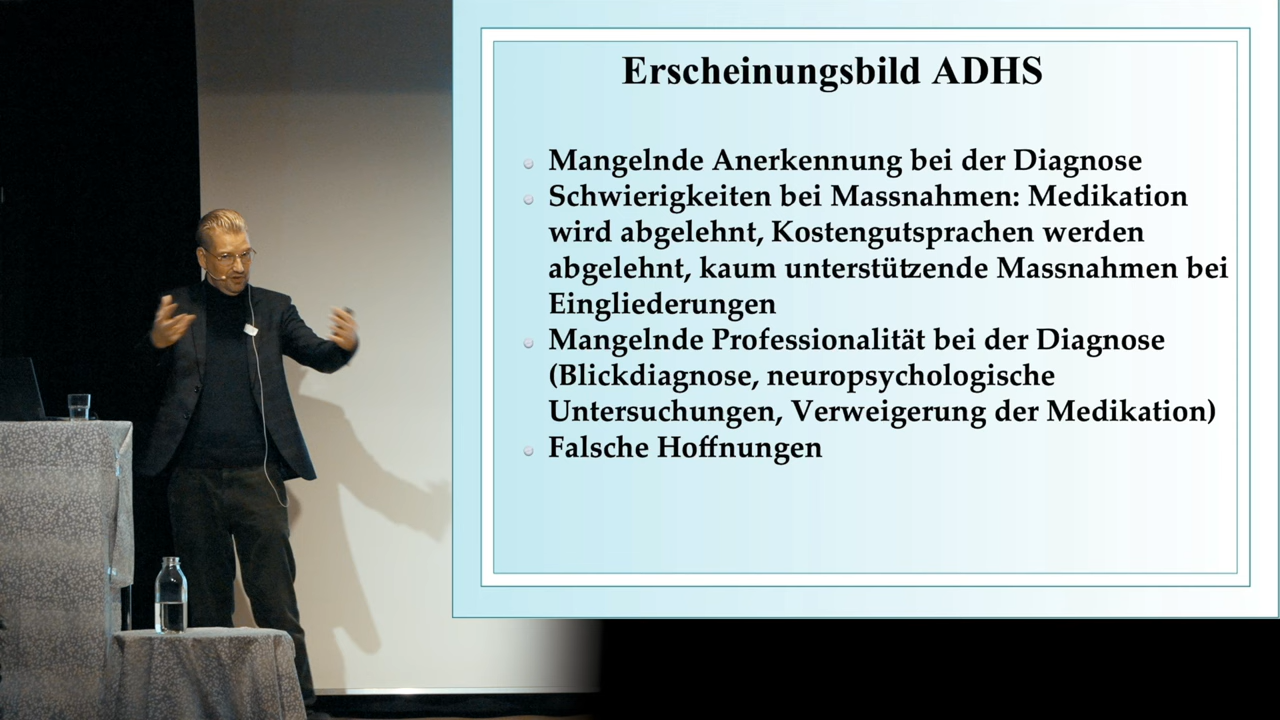 Erscheinungsbild ADHS
Mangelnde Anerkennung bei der Diagnose
Schwierigkeiten bei Massnahmen: Medikation
wird abgelehnt, Kostengutsprachen werden
abgelehnt, kaum unterstützende Massnahmen bei
Eingliederungen
Mangelnde Professionalität bei der Diagnose
(Blickdiagnose, neuropsychologische
Untersuchungen, Verweigerung der Medikation)
Falsche Hoffnungen